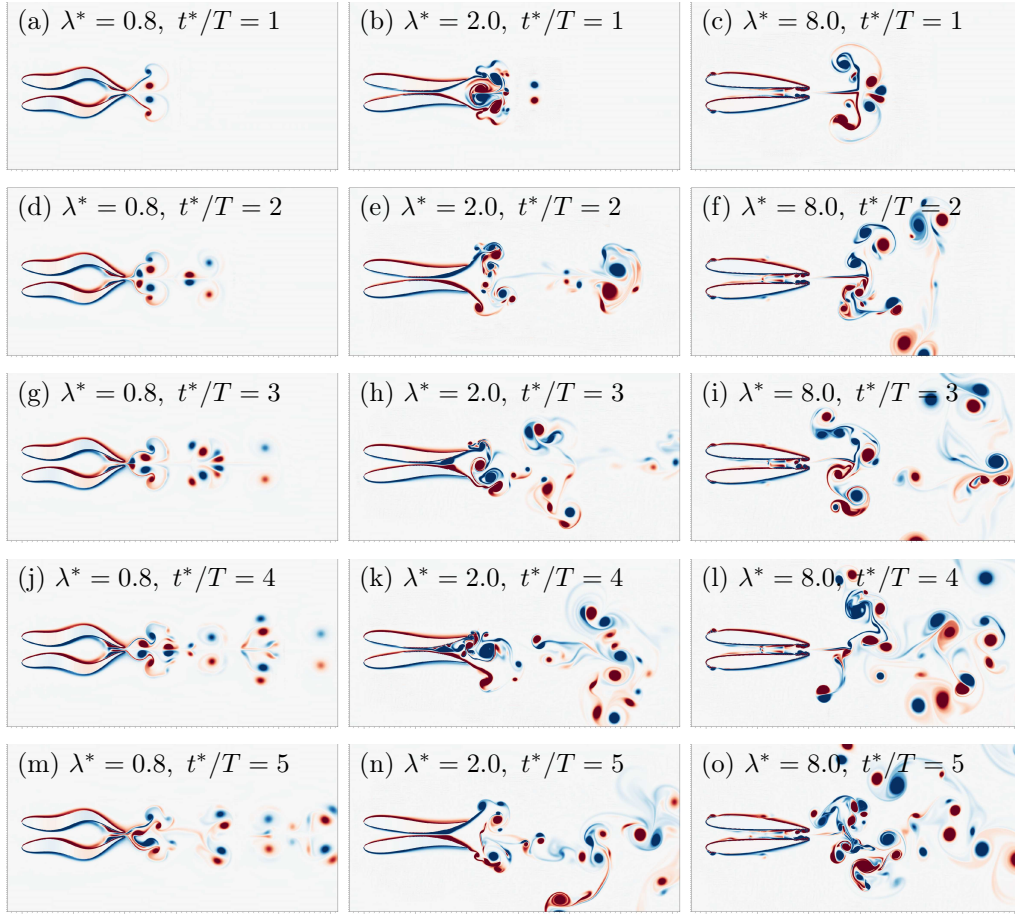 (a) λ* = 0.8, t*/T = 1
(b) λ* = 2.0, t*/T = 1
(c) λ* = 8.0, t*/T = 1
(d) λ* = 0.8, t*/T = 2
(e) λ* = 2.0, t*/T = 2
(f) λ* = 8.0, t*/T = 2
(g) λ* = 0.8, t*/T = 3
(h) λ* = 2.0, t*/T = 3
(i) λ* = 8.0, t*/T = 3
(j) λ* = 0.8, t*/T = 4
(k) λ* = 2.0, t*/T = 4
(l) λ* = 8.0, t*/T = 4
(m) λ* = 0.8, t*/T = 5
(n) λ* = 2.0, t*/T = 5
(o) λ* = 8.0, t*/T = 5